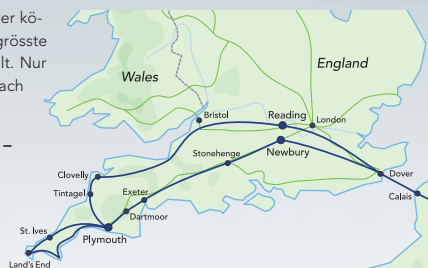 er kö-
grösste
lt. Nur
ach
–
Wales
England
Bristol
Reading
London
Stonehenge
Newbury
Clovelly
Dover
Tintagel
Exeter
Calais
Dartmoor
St. Ives
Plymouth
Land's End